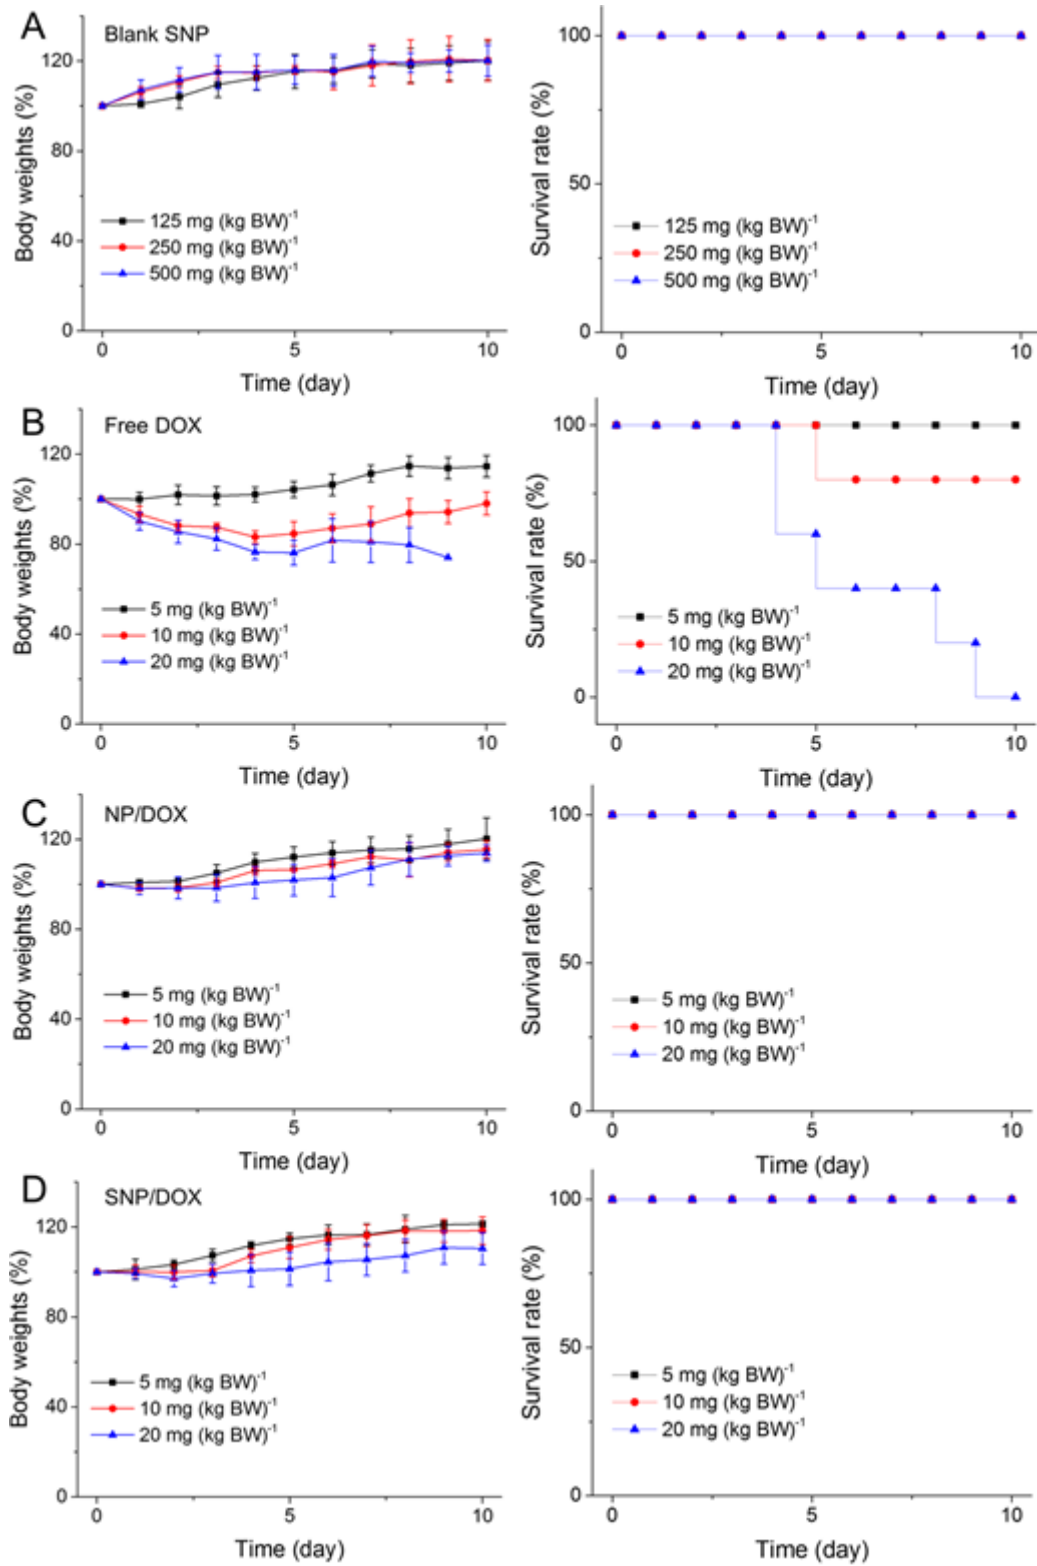 A
Blank SNP
Body weights (%)
120
80
40
0
125 mg (kg BW)⁻¹
250 mg (kg BW)⁻¹
500 mg (kg BW)⁻¹
0 5 10
Time (day)
Survival rate (%)
100
50
0
125 mg (kg BW)⁻¹
250 mg (kg BW)⁻¹
500 mg (kg BW)⁻¹
0 5 10
Time (day)
B
Free DOX
Body weights (%)
120
80
40
0
5 mg (kg BW)⁻¹
10 mg (kg BW)⁻¹
20 mg (kg BW)⁻¹
0 5 10
Time (day)
Survival rate (%)
100
50
0
5 mg (kg BW)⁻¹
10 mg (kg BW)⁻¹
20 mg (kg BW)⁻¹
0 5 10
Time (day)
C
NP/DOX
Body weights (%)
120
80
40
0
5 mg (kg BW)⁻¹
10 mg (kg BW)⁻¹
20 mg (kg BW)⁻¹
0 5 10
Time (day)
Survival rate (%)
100
50
0
5 mg (kg BW)⁻¹
10 mg (kg BW)⁻¹
20 mg (kg BW)⁻¹
0 5 10
Time (day)
D
SNP/DOX
Body weights (%)
120
80
40
0
5 mg (kg BW)⁻¹
10 mg (kg BW)⁻¹
20 mg (kg BW)⁻¹
0 5 10
Time (day)
Survival rate (%)
100
50
0
5 mg (kg BW)⁻¹
10 mg (kg BW)⁻¹
20 mg (kg BW)⁻¹
0 5 10
Time (day)